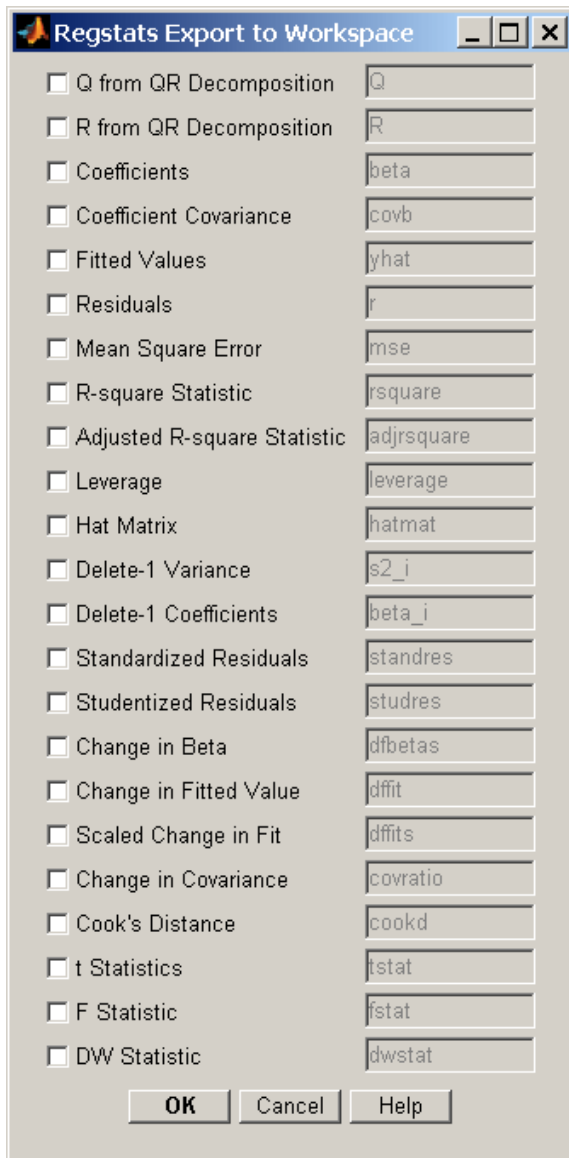 Regstats Export to Workspace
Q from QR Decomposition Q
R from QR Decomposition R
Coefficients beta
Coefficient Covariance covb
Fitted Values yhat
Residuals r
Mean Square Error mse
R-square Statistic rsquare
Adjusted R-square Statistic adjrsquare
Leverage leverage
Hat Matrix hatmat
Delete-1 Variance s2_i
Delete-1 Coefficients beta_i
Standardized Residuals standres
Studentized Residuals studres
Change in Beta dfbetas
Change in Fitted Value dffit
Scaled Change in Fit dffits
Change in Covariance covratio
Cook's Distance cookd
t Statistics tstat
F Statistic fstat
DW Statistic dwstat
OK Cancel Help